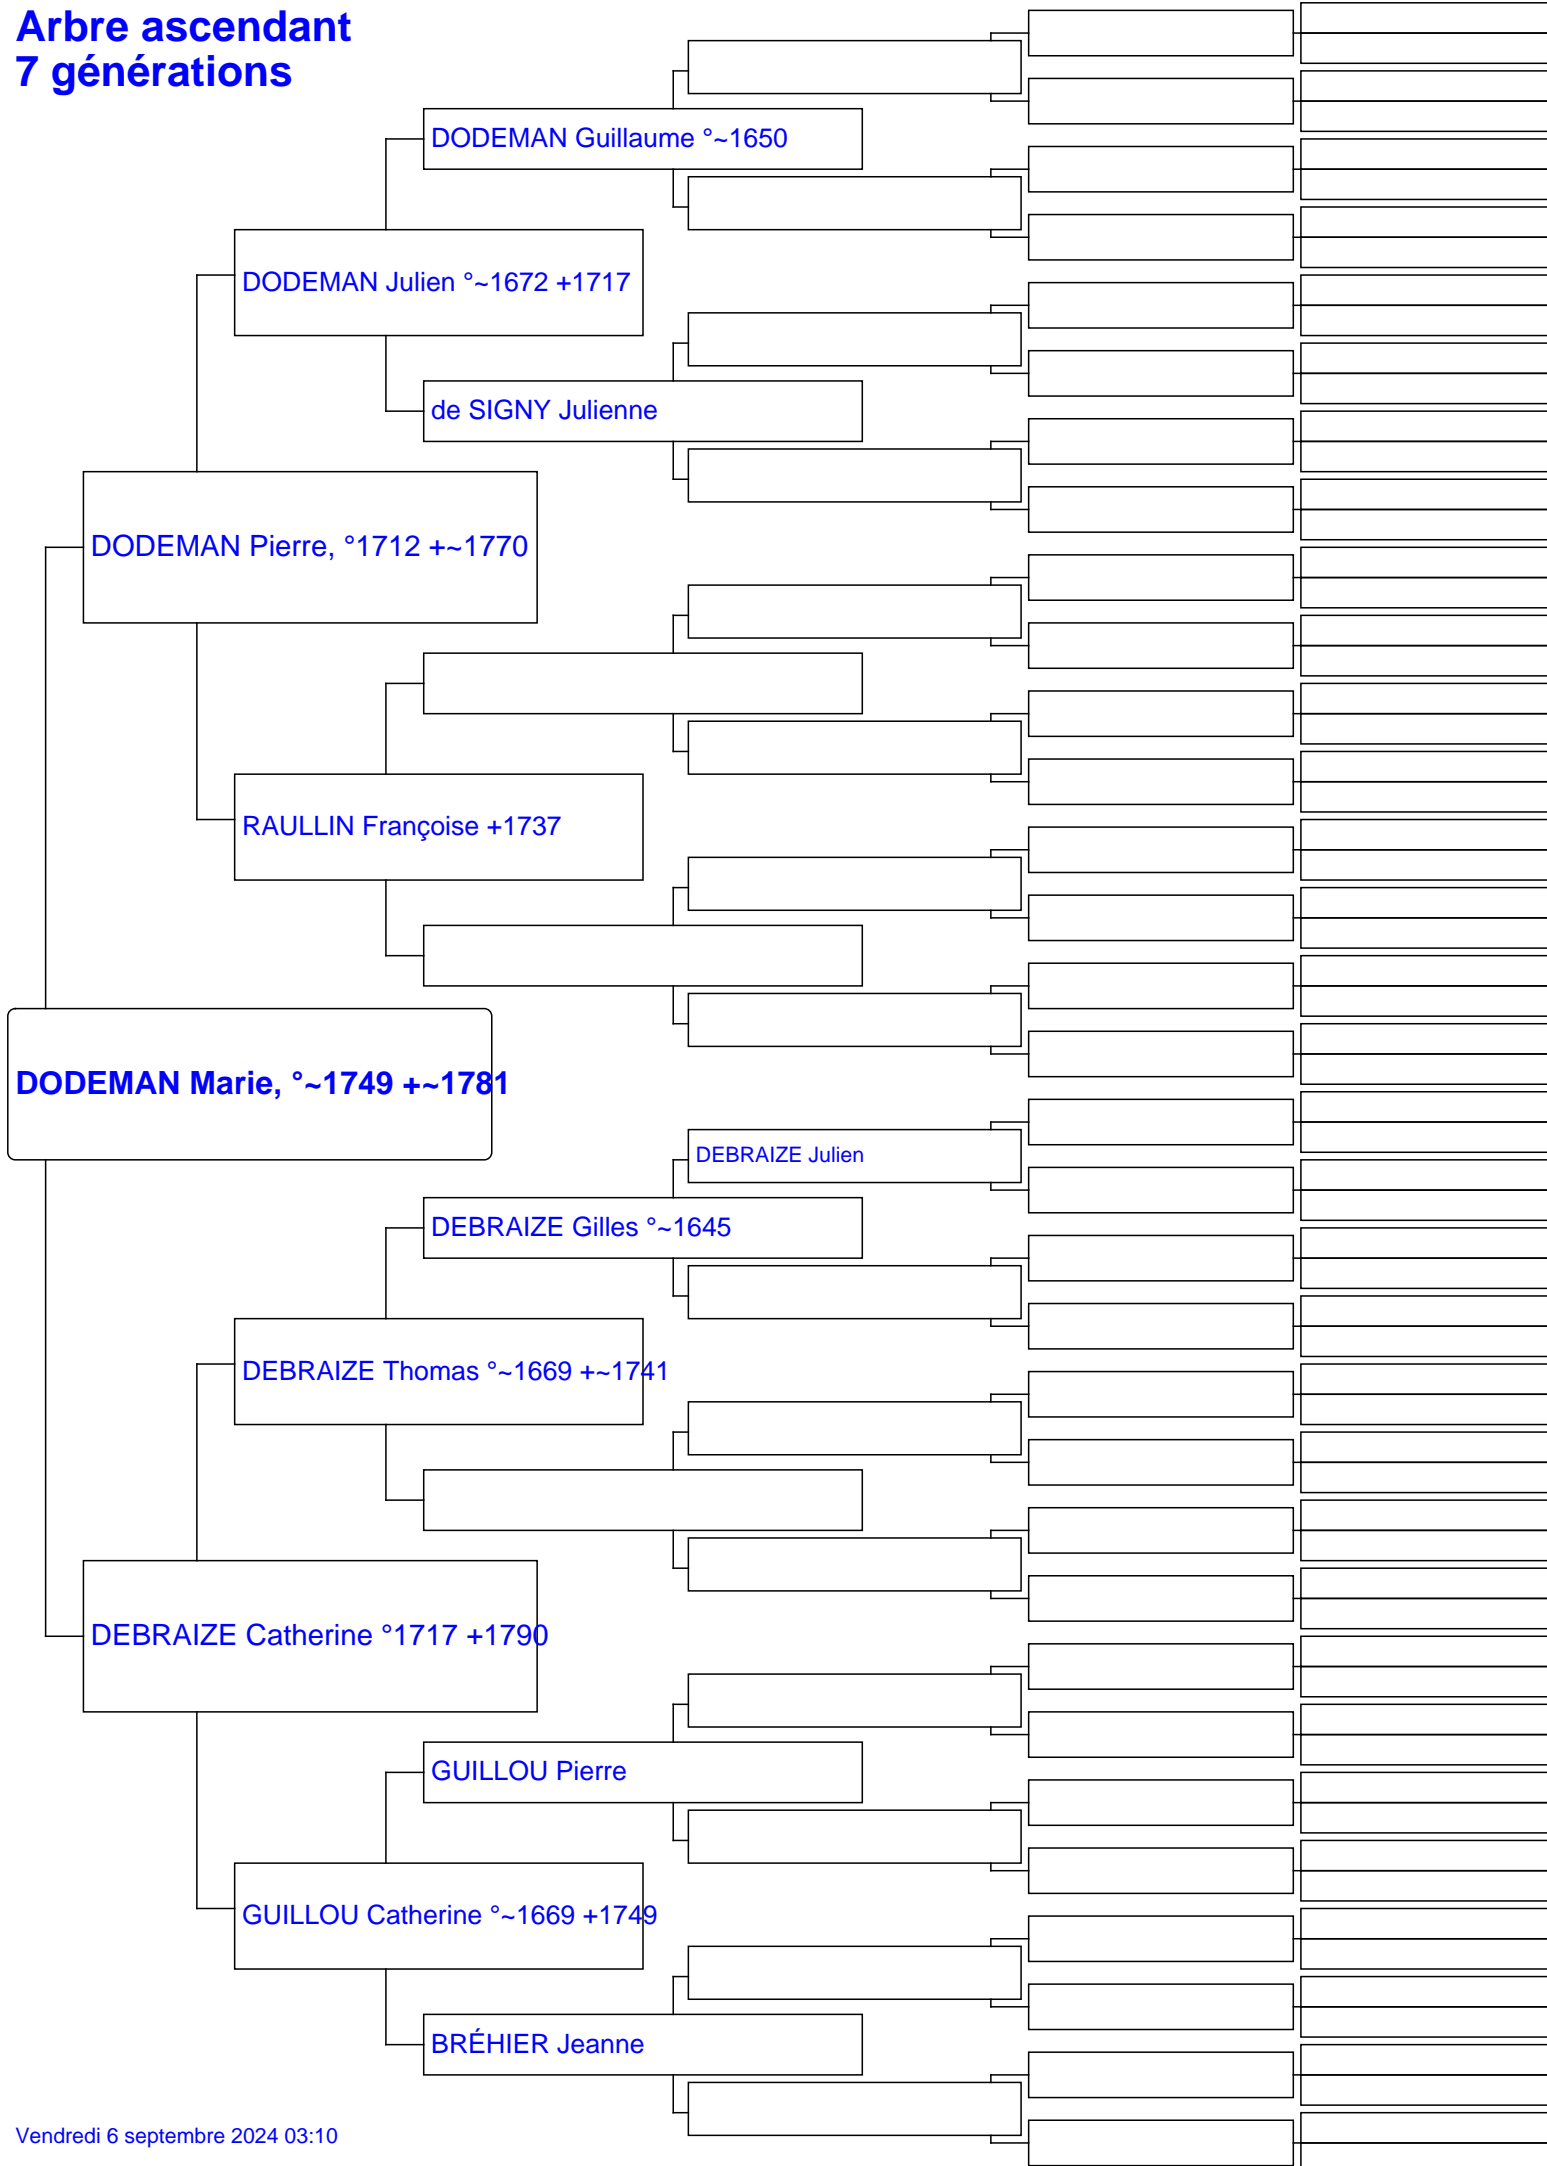 Arbre ascendant
7 générations
DODEMAN Guillaume °~1650
DODEMAN Julien °~1672 +1717
de SIGNY Julienne
DODEMAN Pierre, °1712 +~1770
RAULLIN Françoise +1737
DODEMAN Marie, °~1749 +~1781
DEBRAIZE Julien
DEBRAIZE Gilles °~1645
DEBRAIZE Thomas °~1669 +~1741
DEBRAIZE Catherine °1717 +1790
GUILLOU Pierre
GUILLOU Catherine °~1669 +1749
BRÉHIER Jeanne
Vendredi 6 septembre 2024 03:10